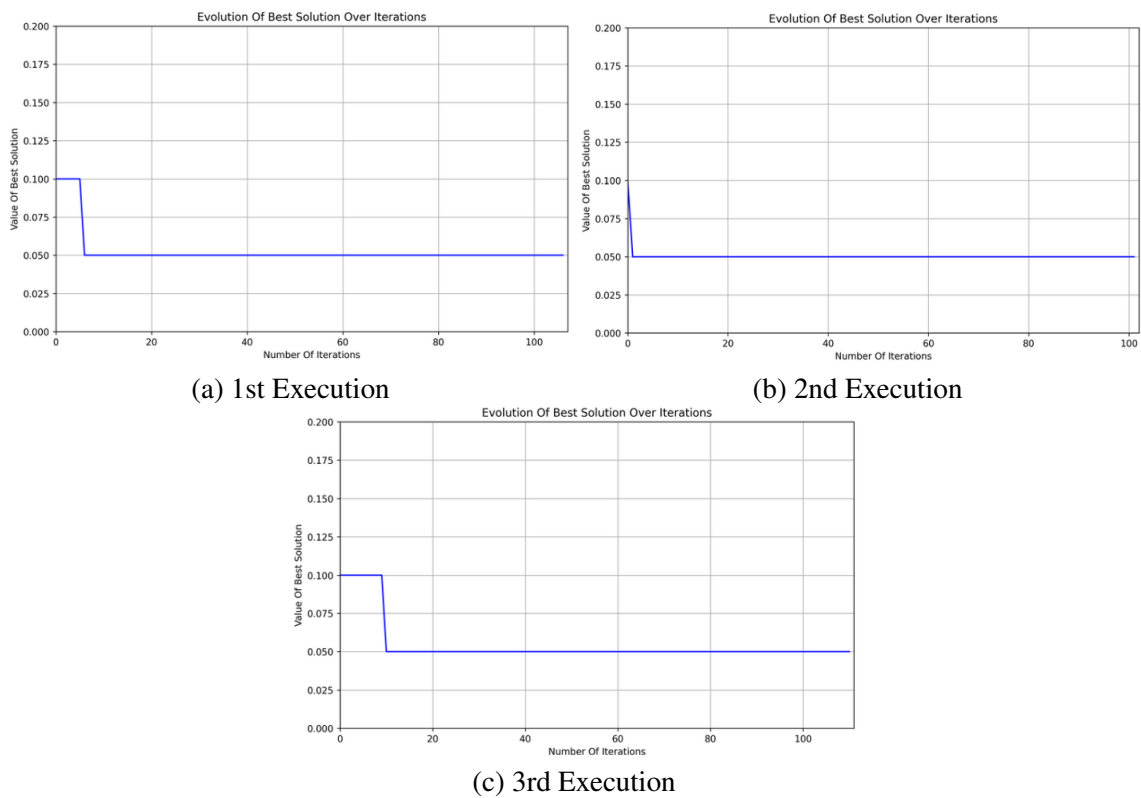 Evolution Of Best Solution Over Iterations
0.200
0.175
0.150
0.125
0.100
0.075
0.050
0.025
0.000
Value Of Best Solution
0 20 40 60 80 100
Number Of Iterations
(a) 1st Execution
Evolution Of Best Solution Over Iterations
0.200
0.175
0.150
0.125
0.100
0.075
0.050
0.025
0.000
Value Of Best Solution
0 20 40 60 80 100
Number Of Iterations
(b) 2nd Execution
Evolution Of Best Solution Over Iterations
0.200
0.175
0.150
0.125
0.100
0.075
0.050
0.025
0.000
Value Of Best Solution
0 20 40 60 80 100
Number Of Iterations
(c) 3rd Execution